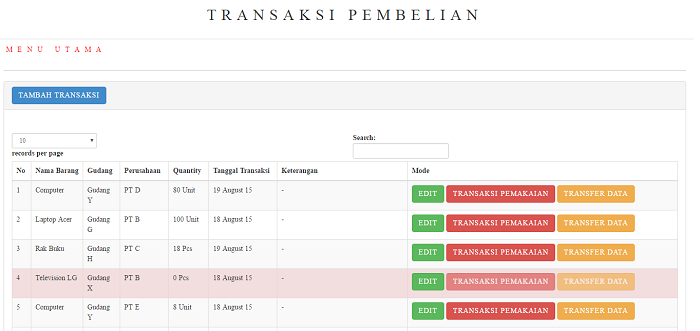 TRANSAKSI PEMBELIAN
MENU UTAMA
TAMBAH TRANSAKSI
10
records per page
Search:
No Nama Barang Gudang Perusahaan Quantity Tanggal Transaksi Keterangan Mode
1 Computer Gudang Y PT D 80 Unit 19 August 15 - EDIT TRANSAKSI PEMAKAIAN TRANSFER DATA
2 Laptop Acer Gudang G PT B 100 Unit 18 August 15 - EDIT TRANSAKSI PEMAKAIAN TRANSFER DATA
3 Rak Buku Gudang H PT C 18 Pcs 19 August 15 - EDIT TRANSAKSI PEMAKAIAN TRANSFER DATA
4 Television LG Gudang X PT B 0 Pcs 18 August 15 - EDIT TRANSAKSI PEMAKAIAN TRANSFER DATA
5 Computer Gudang Y PT E 8 Unit 18 August 15 - EDIT TRANSAKSI PEMAKAIAN TRANSFER DATA